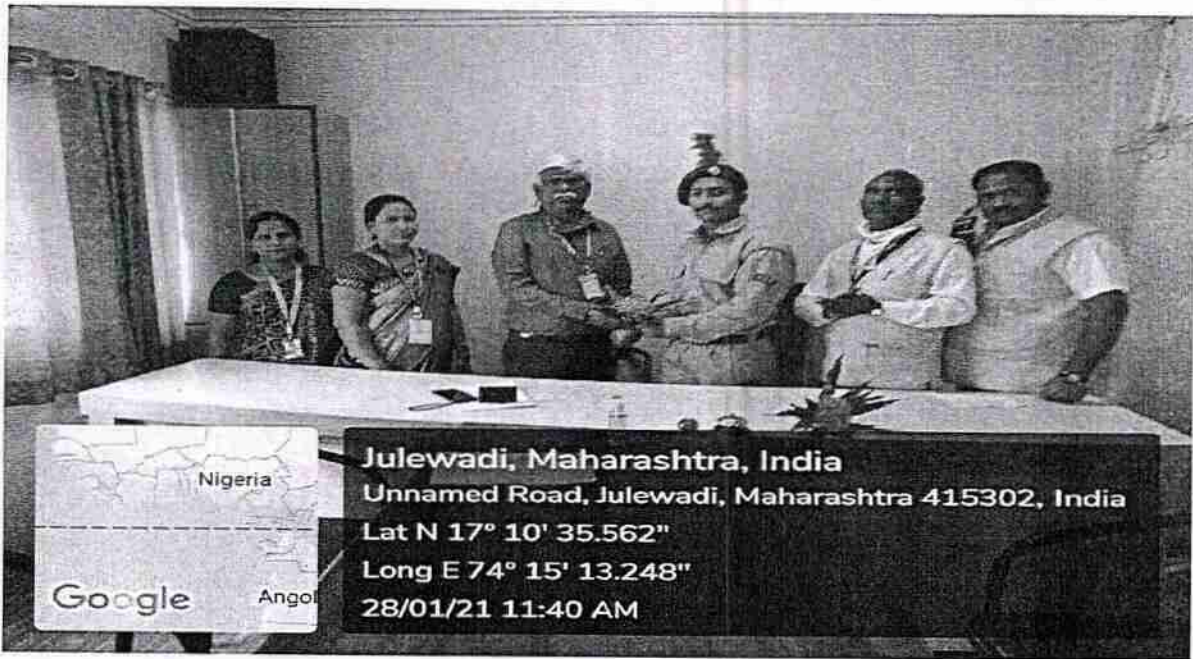 Nigeria
Google
Angol
Julewadi, Maharashtra, India
Unnamed Road, Julewadi, Maharashtra 415302, India
Lat N 17° 10' 35.562"
Long E 74° 15' 13.248"
28/01/21 11:40 AM